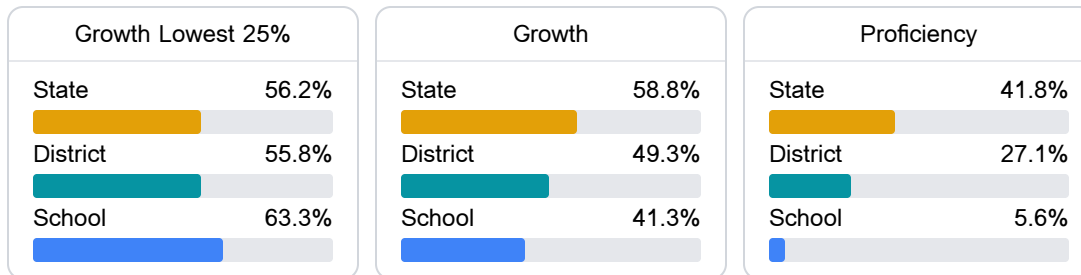 Growth Lowest 25%
State 56.2%
District 55.8%
School 63.3%
Growth
State 58.8%
District 49.3%
School 41.3%
Proficiency
State 41.8%
District 27.1%
School 5.6%